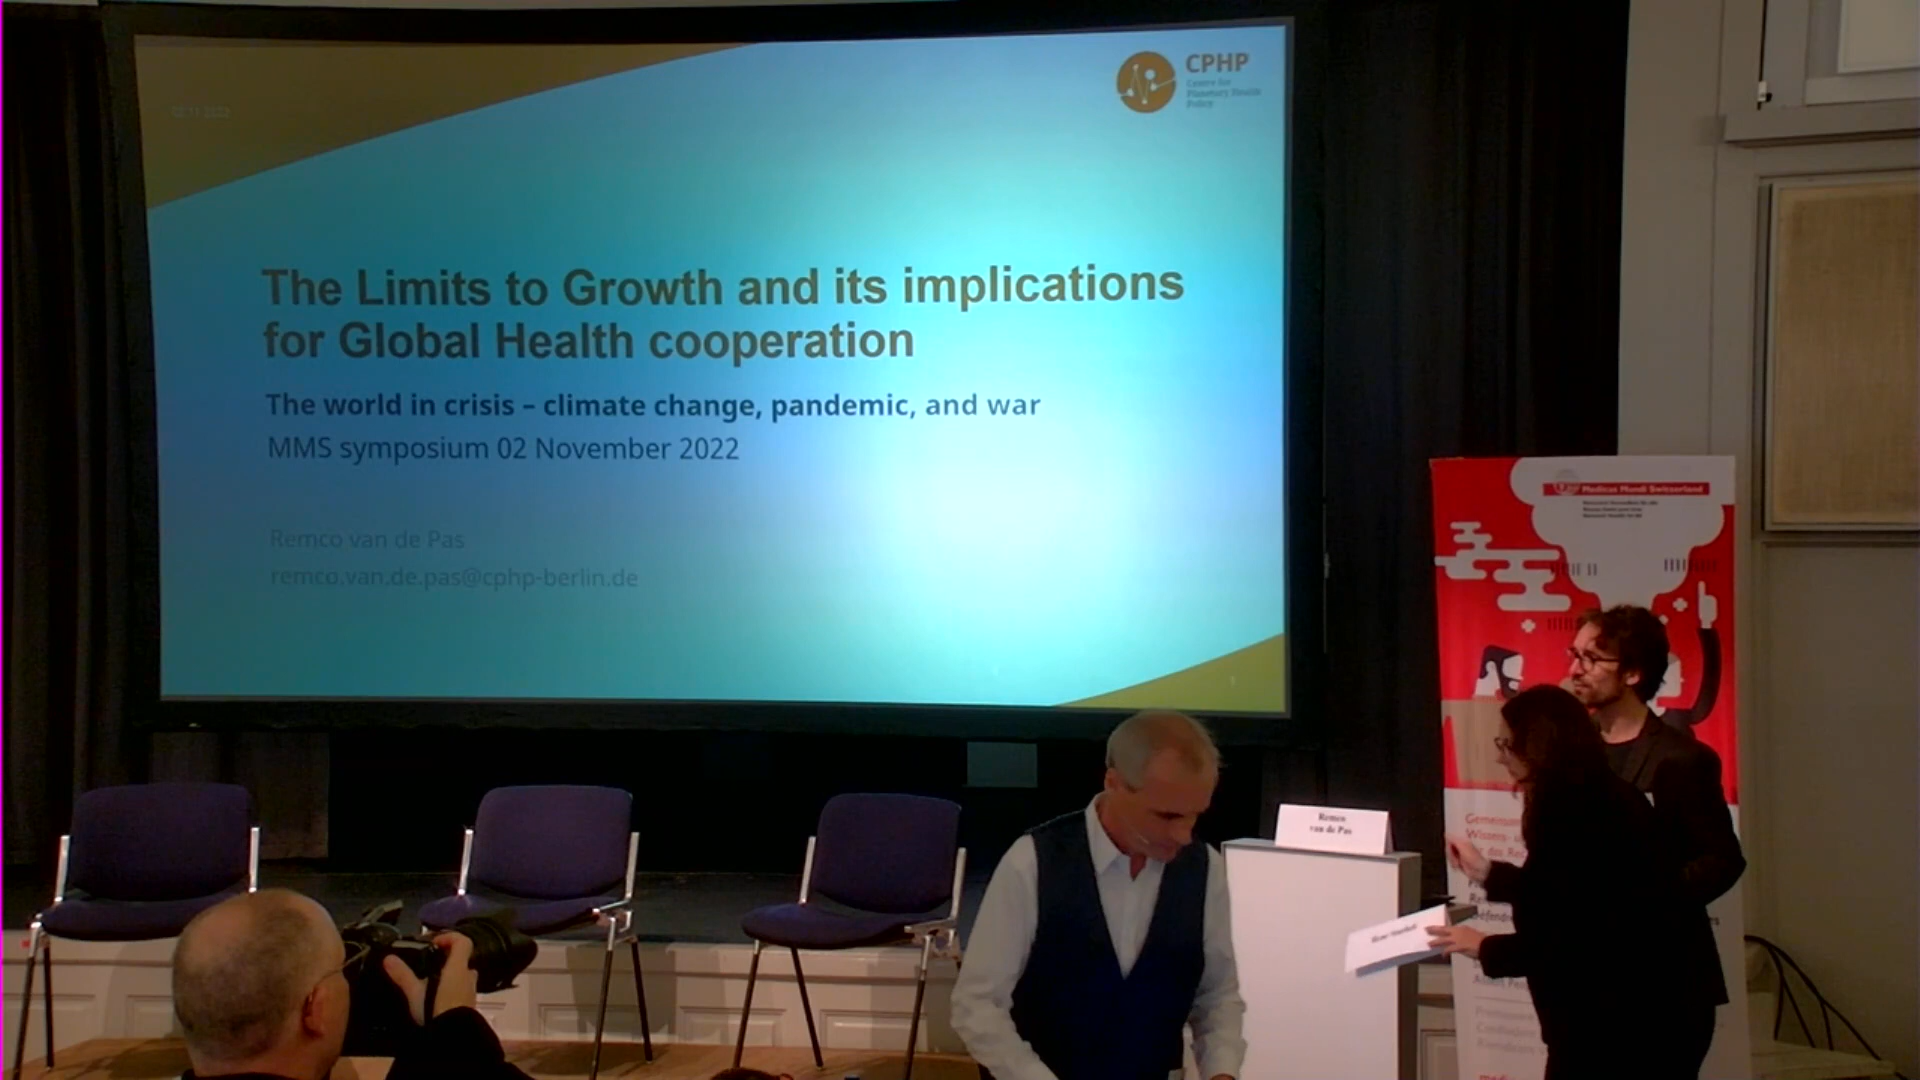 CPHP
Centre for
Planetary Health
Policy
The Limits to Growth and its implications
for Global Health cooperation
The world in crisis – climate change, pandemic, and war
MMS symposium 02 November 2022
Remco van de Pas
remco.van.de.pas@cphp-berlin.de
Medicus Mundi Switzerland
Remco
van de Pas